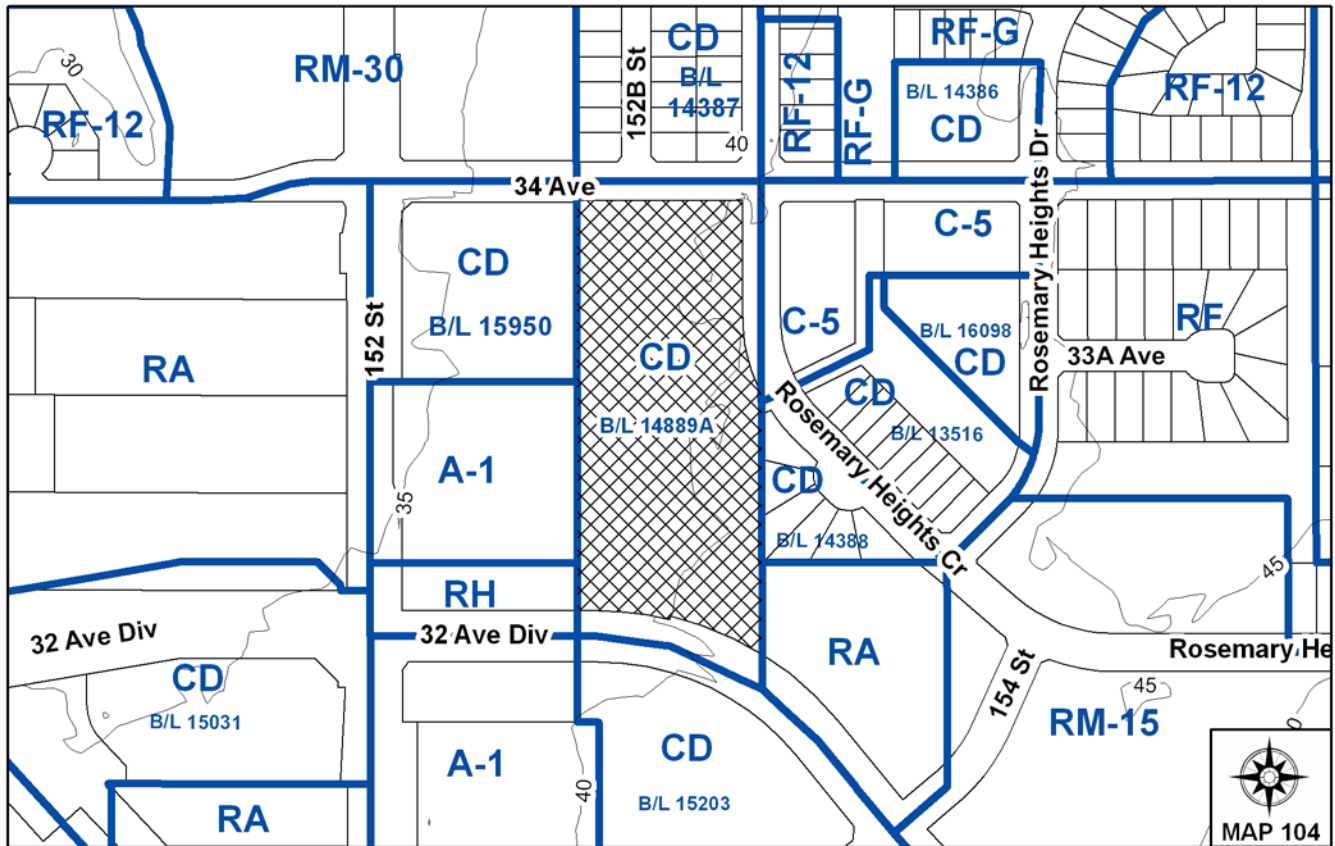 30
RM-30
RF-12
152B St
CD
B/L
14387
40
RF-12
RF-G
RF-G
B/L 14386
CD
RF-12
34 Ave
Rosemary Heights Dr
CD
B/L 15950
152 St
RA
CD
B/L 14889A
C-5
C-5
B/L 16098
CD
33A Ave
RF
CD
B/L 13516
Rosemary Heights Cr
CD
B/L 14388
A-1
35
RH
32 Ave Div
32 Ave Div
CD
B/L 15031
RA
A-1
40
CD
B/L 15203
RA
154 St
45
Rosemary He
45
RM-15
0
MAP 104